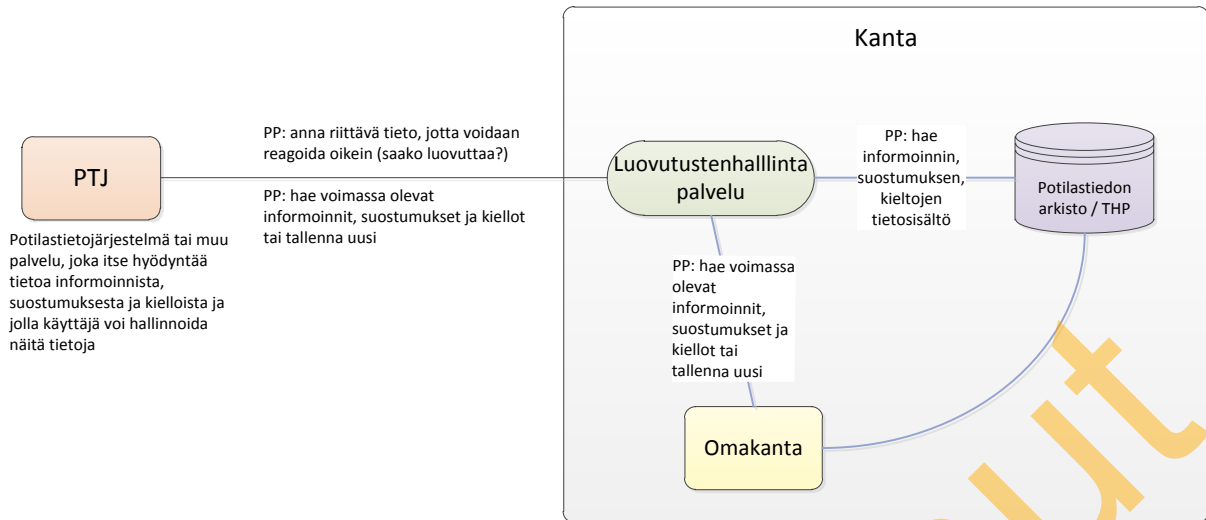 Kanta
PP: anna riittävä tieto, jotta voidaan
reagoida oikein (saako luovuttaa?)
PTJ
PP: hae voimassa olevat
informoinnit, suostumukset ja kiellot
tai tallenna uusi
Potilastietojärjestelmä tai muu
palvelu, joka itse hyödyntää
tietoa informoinnista,
suostumuksesta ja kielloista ja
jolla käyttäjä voi hallinnoida
näitä tietoja
Luovutustenhalllinta
palvelu
PP: hae
informoinnin,
suostumuksen,
kieltojen
tietosisältö
Potilastiedon
arkisto / THP
PP: hae voimassa
olevat
informoinnit,
suostumukset ja
kiellot tai
tallenna uusi
Omakanta
ut